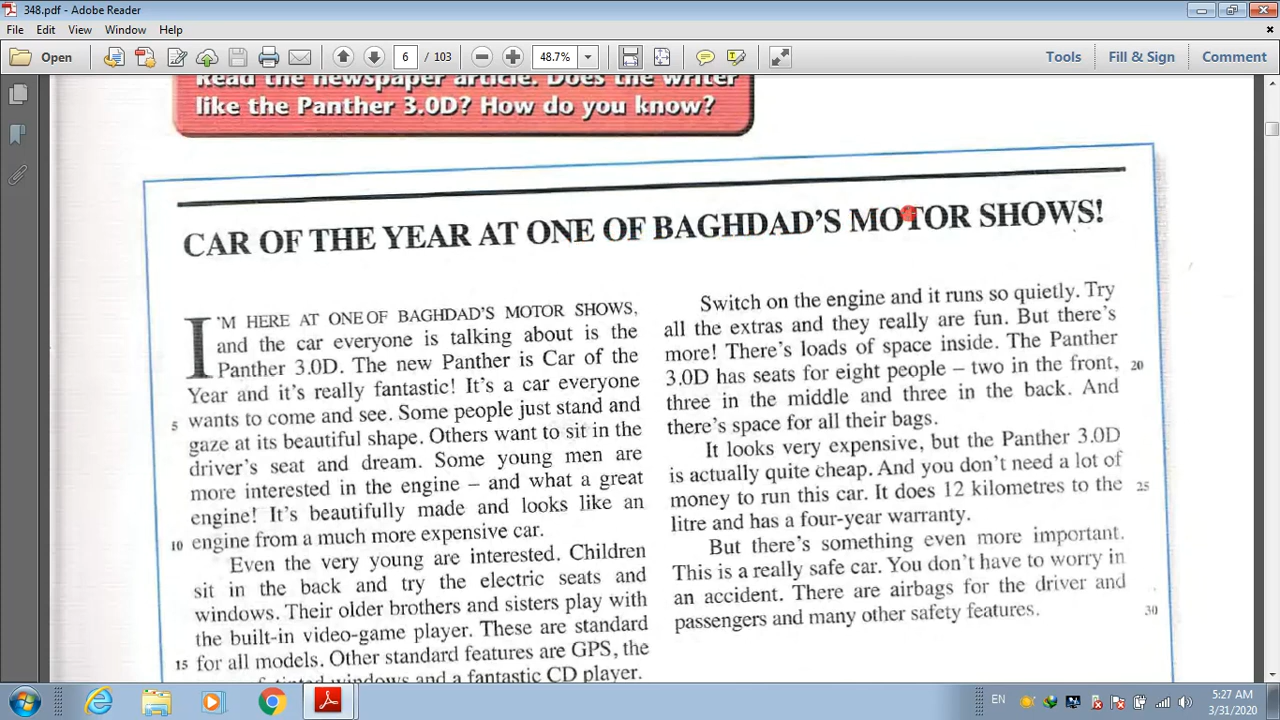 348.pdf - Adobe Reader
File Edit View Window Help
Open 6 / 103 48.7% Tools Fill & Sign Comment
Read the newspaper article. Does the writer
like the Panther 3.0D? How do you know?
CAR OF THE YEAR AT ONE OF BAGHDAD'S MOTOR SHOWS!
I'M HERE AT ONE OF BAGHDAD'S MOTOR SHOWS,
and the car everyone is talking about is the
Panther 3.0D. The new Panther is Car of the
Year and it's really fantastic! It's a car everyone
5 wants to come and see. Some people just stand and
gaze at its beautiful shape. Others want to sit in the
driver's seat and dream. Some young men are
more interested in the engine – and what a great
engine! It's beautifully made and looks like an
10 engine from a much more expensive car.
Even the very young are interested. Children
sit in the back and try the electric seats and
windows. Their older brothers and sisters play with
the built-in video-game player. These are standard
15 for all models. Other standard features are GPS, the
tinted windows and a fantastic CD player.
Switch on the engine and it runs so quietly. Try
all the extras and they really are fun. But there's
more! There's loads of space inside. The Panther
3.0D has seats for eight people – two in the front, 20
three in the middle and three in the back. And
there's space for all their bags.
It looks very expensive, but the Panther 3.0D
is actually quite cheap. And you don't need a lot of
money to run this car. It does 12 kilometres to the 25
litre and has a four-year warranty.
But there's something even more important.
This is a really safe car. You don't have to worry in
an accident. There are airbags for the driver and
passengers and many other safety features. 30
EN
5:27 AM
3/31/2020